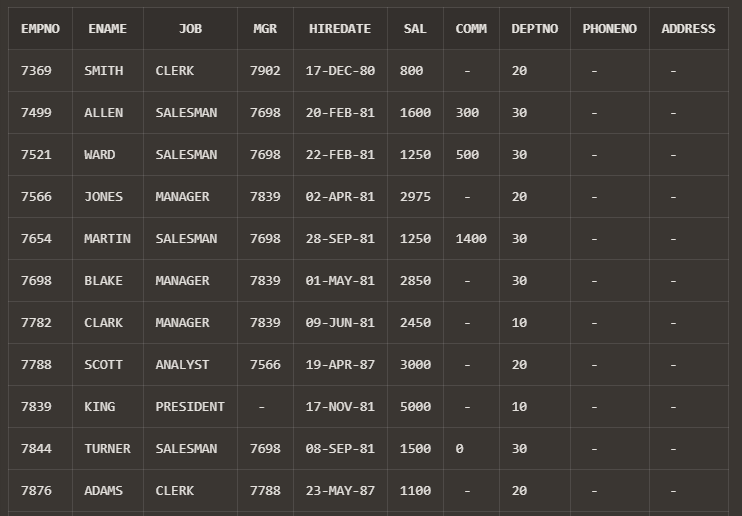 EMPNO ENAME JOB MGR HIREDATE SAL COMM DEPTNO PHONENO ADDRESS
7369 SMITH CLERK 7902 17-DEC-80 800 - 20 - -
7499 ALLEN SALESMAN 7698 20-FEB-81 1600 300 30 - -
7521 WARD SALESMAN 7698 22-FEB-81 1250 500 30 - -
7566 JONES MANAGER 7839 02-APR-81 2975 - 20 - -
7654 MARTIN SALESMAN 7698 28-SEP-81 1250 1400 30 - -
7698 BLAKE MANAGER 7839 01-MAY-81 2850 - 30 - -
7782 CLARK MANAGER 7839 09-JUN-81 2450 - 10 - -
7788 SCOTT ANALYST 7566 19-APR-87 3000 - 20 - -
7839 KING PRESIDENT - 17-NOV-81 5000 - 10 - -
7844 TURNER SALESMAN 7698 08-SEP-81 1500 0 30 - -
7876 ADAMS CLERK 7788 23-MAY-87 1100 - 20 - -